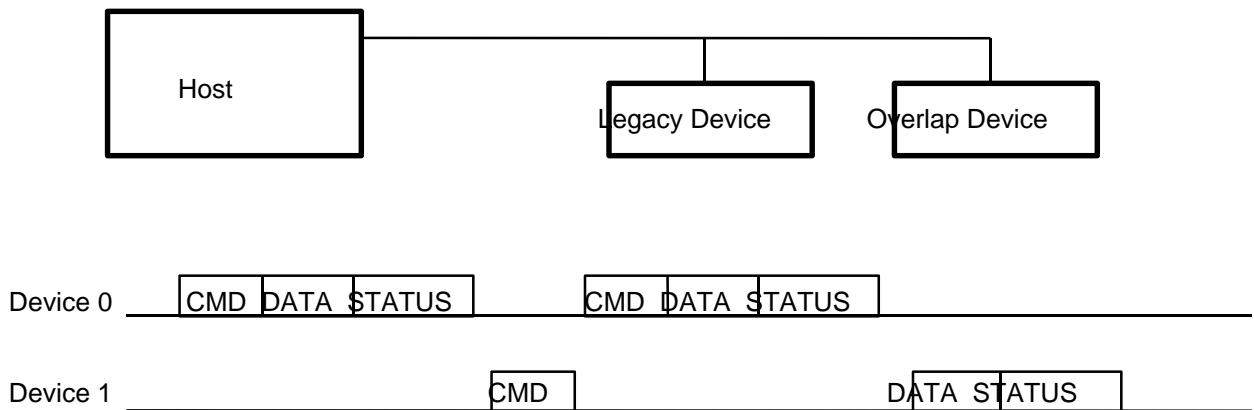 Host
Legacy Device Overlap Device
Device 0 CMD DATA STATUS CMD DATA STATUS
Device 1 CMD DATA STATUS